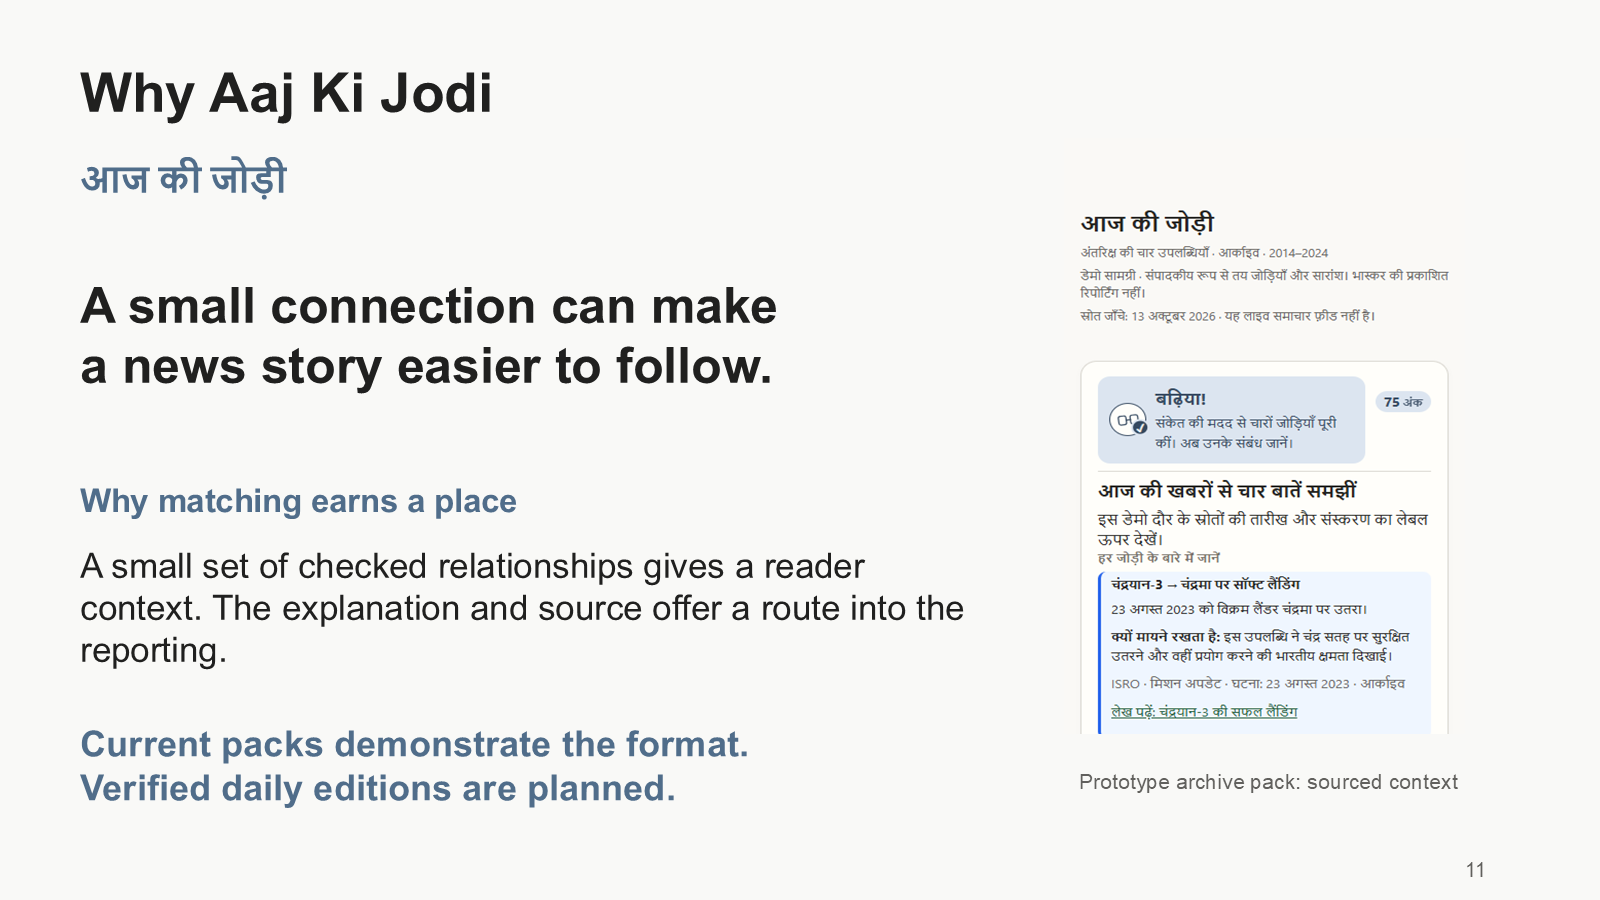 Why Aaj Ki Jodi
आज की जोड़ी
A small connection can make
a news story easier to follow.
Why matching earns a place
A small set of checked relationships gives a reader
context. The explanation and source offer a route into the
reporting.
Current packs demonstrate the format.
Verified daily editions are planned.
आज की जोड़ी
अंतरिक्ष की चार उपलब्धियाँ · आर्काइव · 2014–2024
डेमो सामग्री · संपादकीय रूप से तय जोड़ियाँ और सारांश। भास्कर की प्रकाशित
रिपोर्टिंग नहीं।
स्रोत जाँचे: 13 अक्टूबर 2026 · यह लाइव समाचार फ़ीड नहीं है।
बढ़िया!
संकेत की मदद से चारों जोड़ियाँ पूरी
कीं। अब उनके संबंध जानें।
75 अंक
आज की खबरों से चार बातें समझीं
इस डेमो दौर के स्रोतों की तारीख और संस्करण का लेबल
ऊपर देखें।
हर जोड़ी के बारे में जानें
चंद्रयान-3 → चंद्रमा पर सॉफ्ट लैंडिंग
23 अगस्त 2023 को विक्रम लैंडर चंद्रमा पर उतरा।
क्यों मायने रखता है: इस उपलब्धि ने चंद्र सतह पर सुरक्षित
उतरने और वहीं प्रयोग करने की भारतीय क्षमता दिखाई।
ISRO · मिशन अपडेट · घटना: 23 अगस्त 2023 · आर्काइव
लेख पढ़ें: चंद्रयान-3 की सफल लैंडिंग
Prototype archive pack: sourced context
11